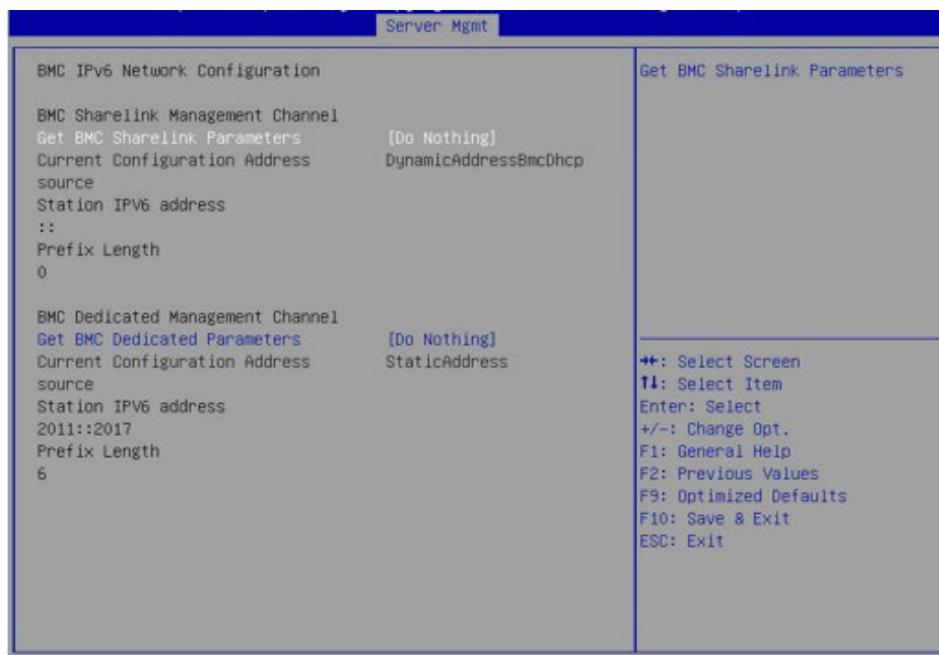 Server Mgmt
BMC IPv6 Network Configuration
BMC Sharelink Management Channel
Get BMC Sharelink Parameters [Do Nothing]
Current Configuration Address DynamicAddressBmcDhcp
source
Station IPV6 address
::
Prefix Length
0
BMC Dedicated Management Channel
Get BMC Dedicated Parameters [Do Nothing]
Current Configuration Address StaticAddress
source
Station IPV6 address
2011::2017
Prefix Length
6
Get BMC Sharelink Parameters
→←: Select Screen
↑↓: Select Item
Enter: Select
+/-: Change Opt.
F1: General Help
F2: Previous Values
F9: Optimized Defaults
F10: Save & Exit
ESC: Exit